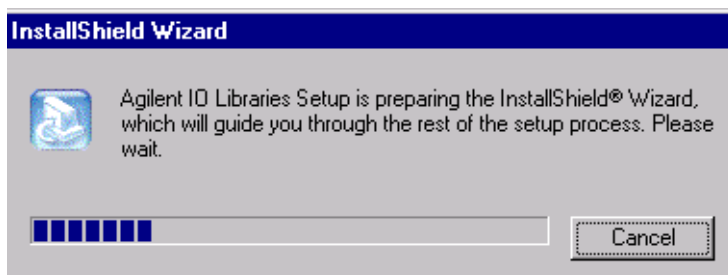 InstallShield Wizard
Agilent IO Libraries Setup is preparing the InstallShield® Wizard,
which will guide you through the rest of the setup process. Please
wait.
Cancel